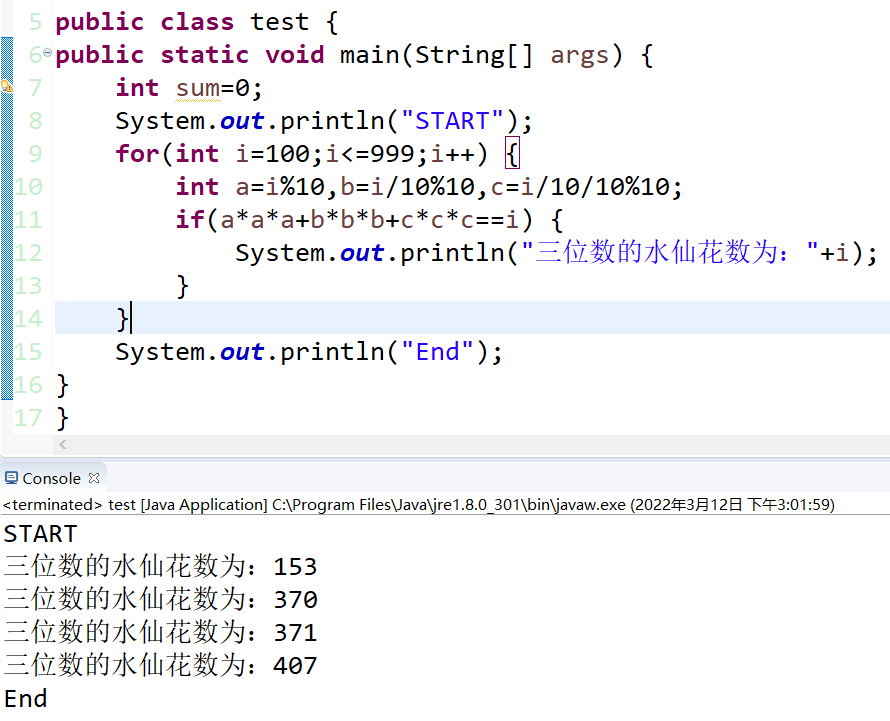 5 public class test {
6 public static void main(String[] args) {
7 int sum=0;
8 System.out.println("START");
9 for(int i=100;i<=999;i++) {
10 int a=i%10,b=i/10%10,c=i/10/10%10;
11 if(a*a*a+b*b*b+c*c*c==i) {
12 System.out.println("三位数的水仙花数为："+i);
13 }
14 }
15 System.out.println("End");
16 }
17 }
Console
<terminated> test [Java Application] C:\Program Files\Java\jre1.8.0_301\bin\javaw.exe (2022年3月12日 下午3:01:59)
START
三位数的水仙花数为：153
三位数的水仙花数为：370
三位数的水仙花数为：371
三位数的水仙花数为：407
End